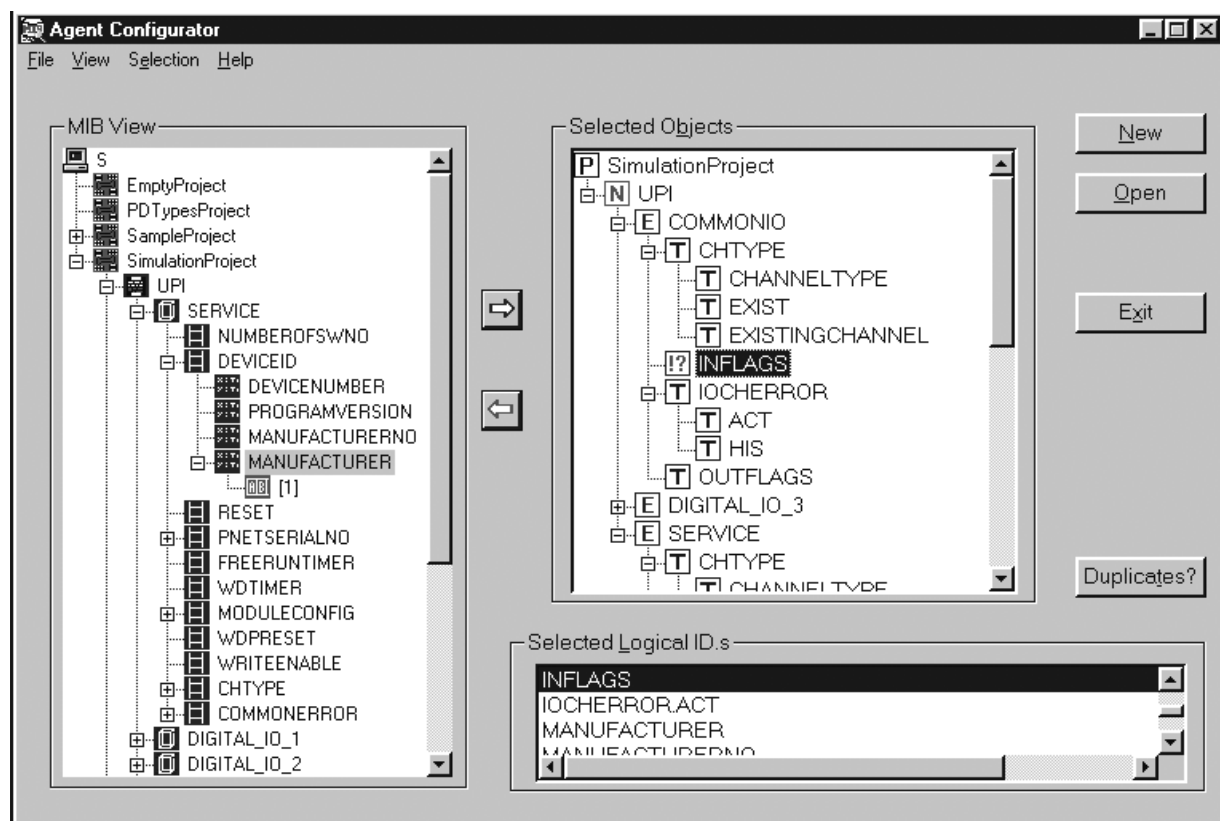 Agent Configurator
File View Selection Help
MIB View
S
EmptyProject
PDTypesProject
SampleProject
SimulationProject
UPI
SERVICE
NUMBEROFSWNO
DEVICEID
DEVICENUMBER
PROGRAMVERSION
MANUFACTURERNO
MANUFACTURER
[1]
RESET
PNETSERIALNO
FREERUNTIMER
WDTIMER
MODULECONFIG
WDPRESET
WRITEENABLE
CHTYPE
COMMONERROR
DIGITAL_IO_1
DIGITAL_IO_2
Selected Objects
P SimulationProject
N UPI
E COMMONIO
T CHTYPE
T CHANNELTYPE
T EXIST
T EXISTINGCHANNEL
!? INFLAGS
T IOCHERROR
T ACT
T HIS
T OUTFLAGS
E DIGITAL_IO_3
E SERVICE
T CHTYPE
T CHANNELTYPE
New
Open
Exit
Duplicates?
Selected Logical ID.s
INFLAGS
IOCHERROR.ACT
MANUFACTURER
MANUFACTURERNO